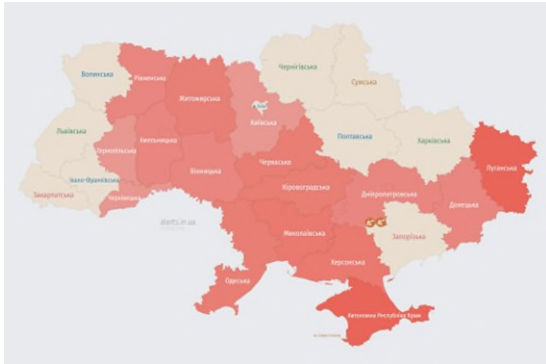 Чернігівська
Сумська
Волинська
Рівненська
Житомирська
Київська
Львівська
Тернопільська
Хмельницька
Полтавська
Харківська
Вінницька
Черкаська
Луганська
Івано-Франківська
Закарпатська
Чернівецька
Кіровоградська
Дніпропетровська
Донецька
alerts.in.ua
Миколаївська
Запорізька
Одеська
Херсонська
Автономна Республіка Крим